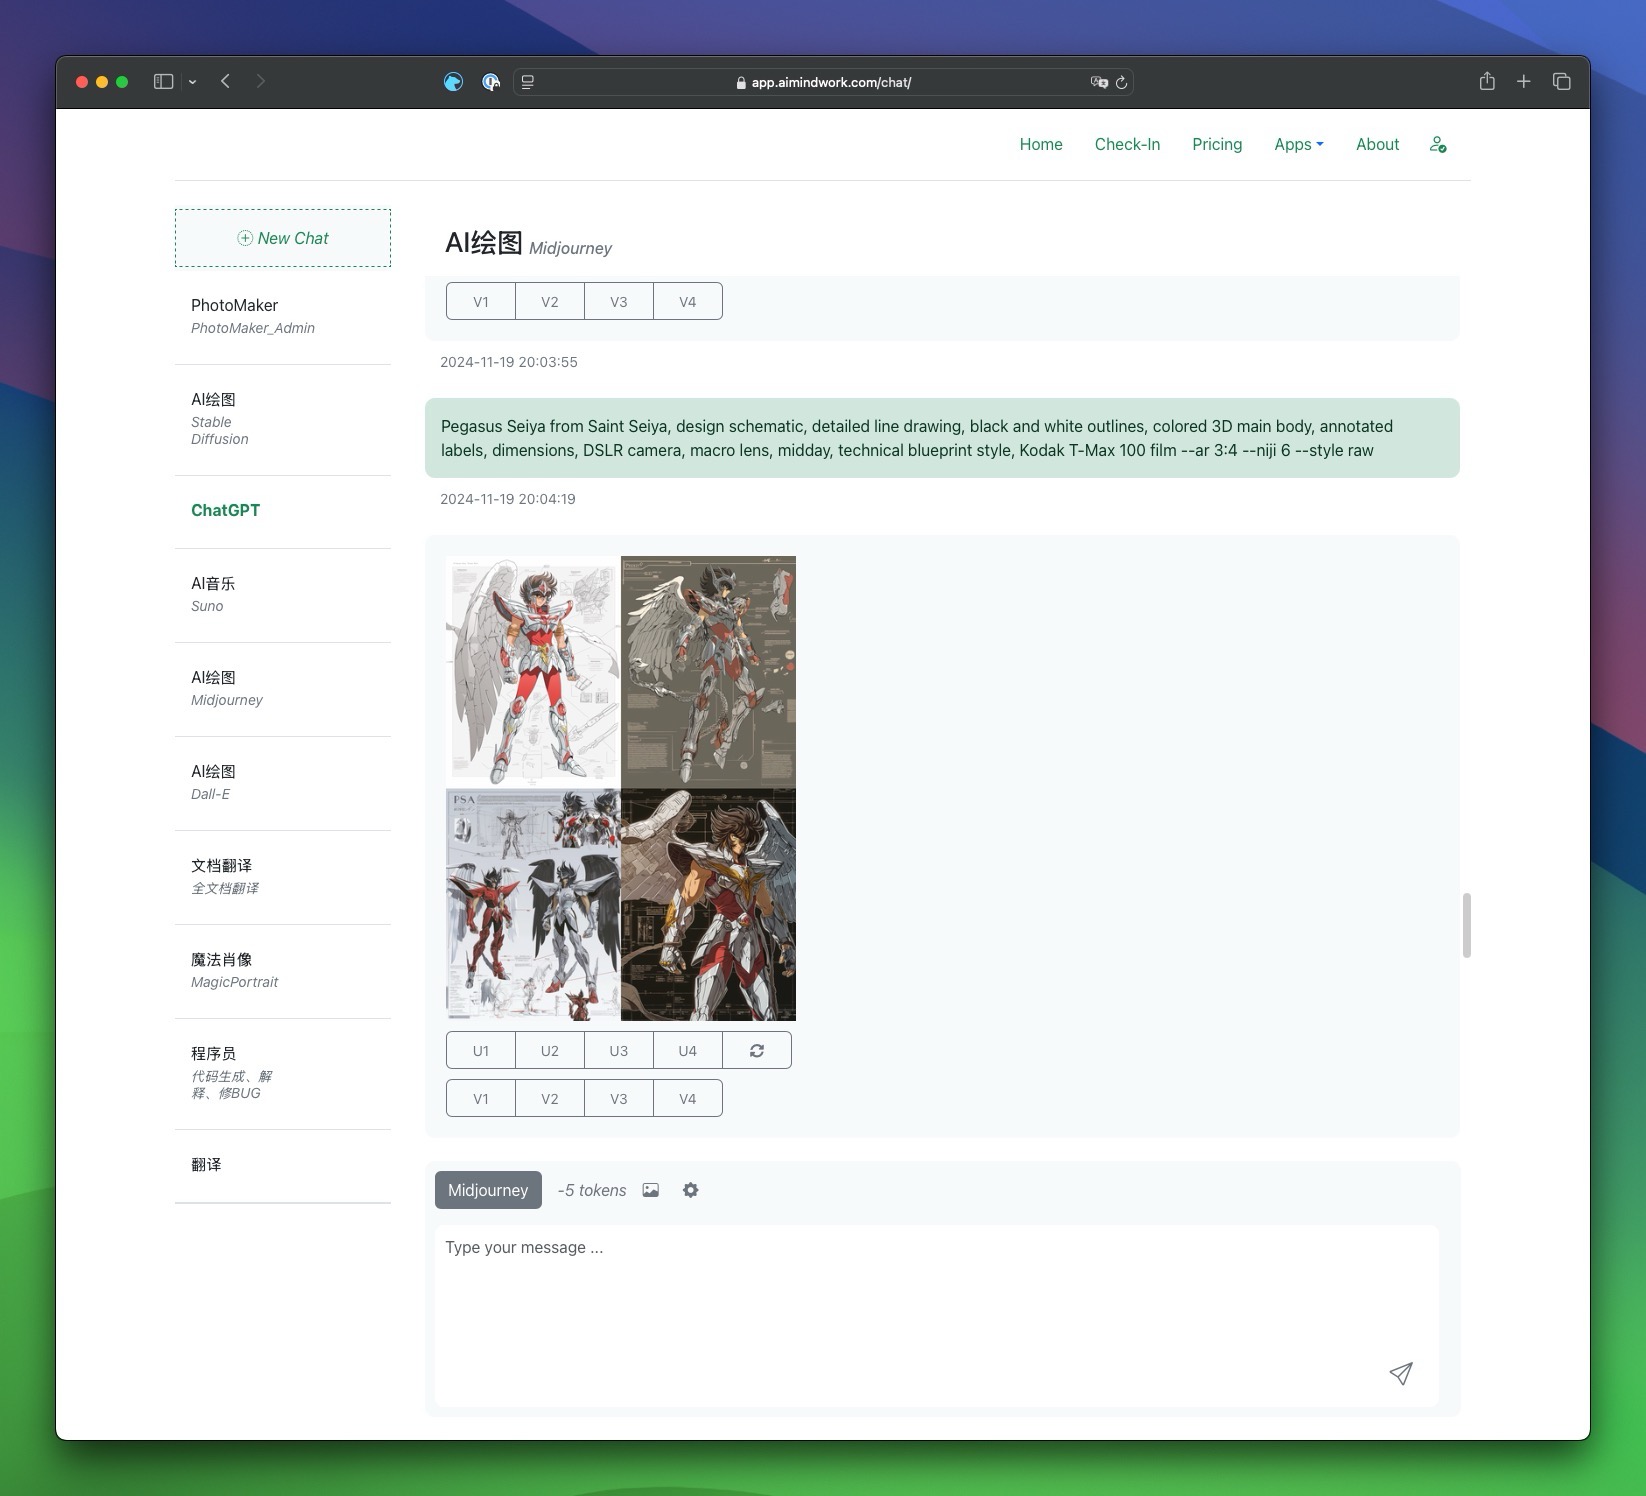 app.aimindwork.com/chat/
Home Check-In Pricing Apps About
New Chat
PhotoMaker
PhotoMaker_Admin
AI绘图
Stable
Diffusion
ChatGPT
AI音乐
Suno
AI绘图
Midjourney
AI绘图
Dall-E
文档翻译
全文档翻译
魔法肖像
MagicPortrait
程序员
代码生成、解
释、修BUG
翻译
AI绘图 Midjourney
V1 V2 V3 V4
2024-11-19 20:03:55
Pegasus Seiya from Saint Seiya, design schematic, detailed line drawing, black and white outlines, colored 3D main body, annotated
labels, dimensions, DSLR camera, macro lens, midday, technical blueprint style, Kodak T-Max 100 film --ar 3:4 --niji 6 --style raw
2024-11-19 20:04:19
PSA
U1 U2 U3 U4
V1 V2 V3 V4
Midjourney -5 tokens
Type your message ...